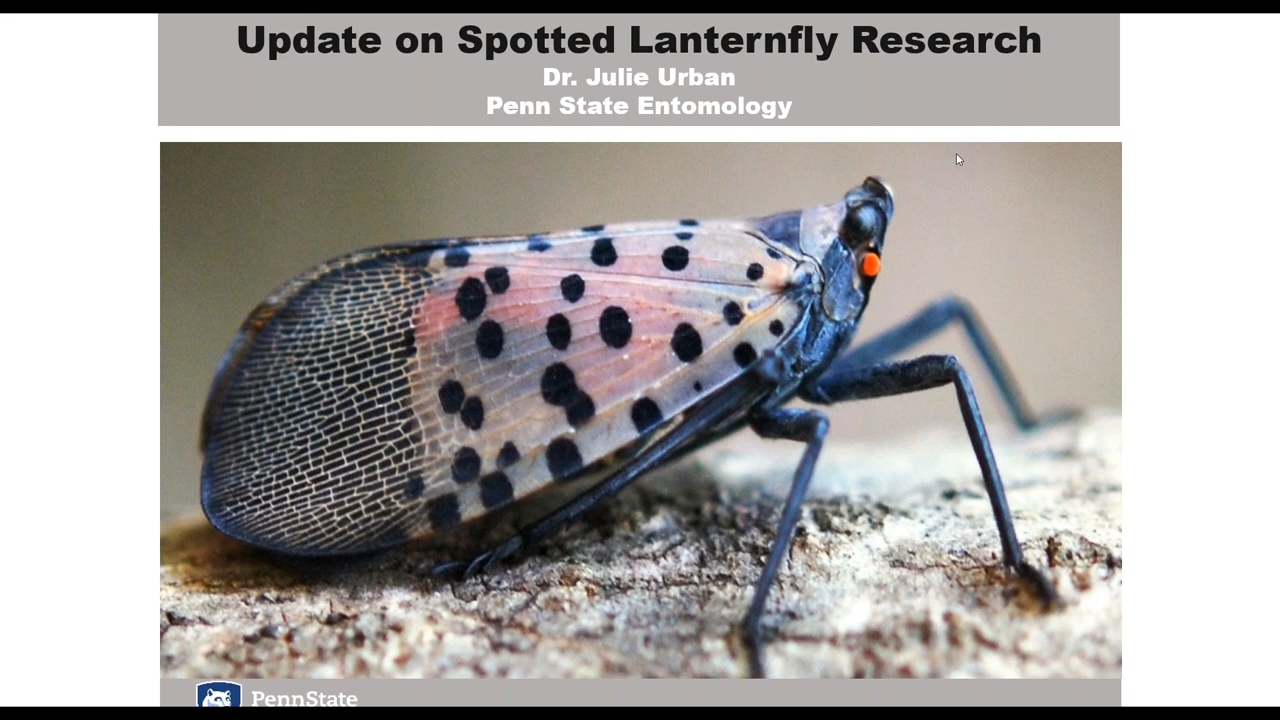 Update on Spotted Lanternfly Research
Dr. Julie Urban
Penn State Entomology
PennState